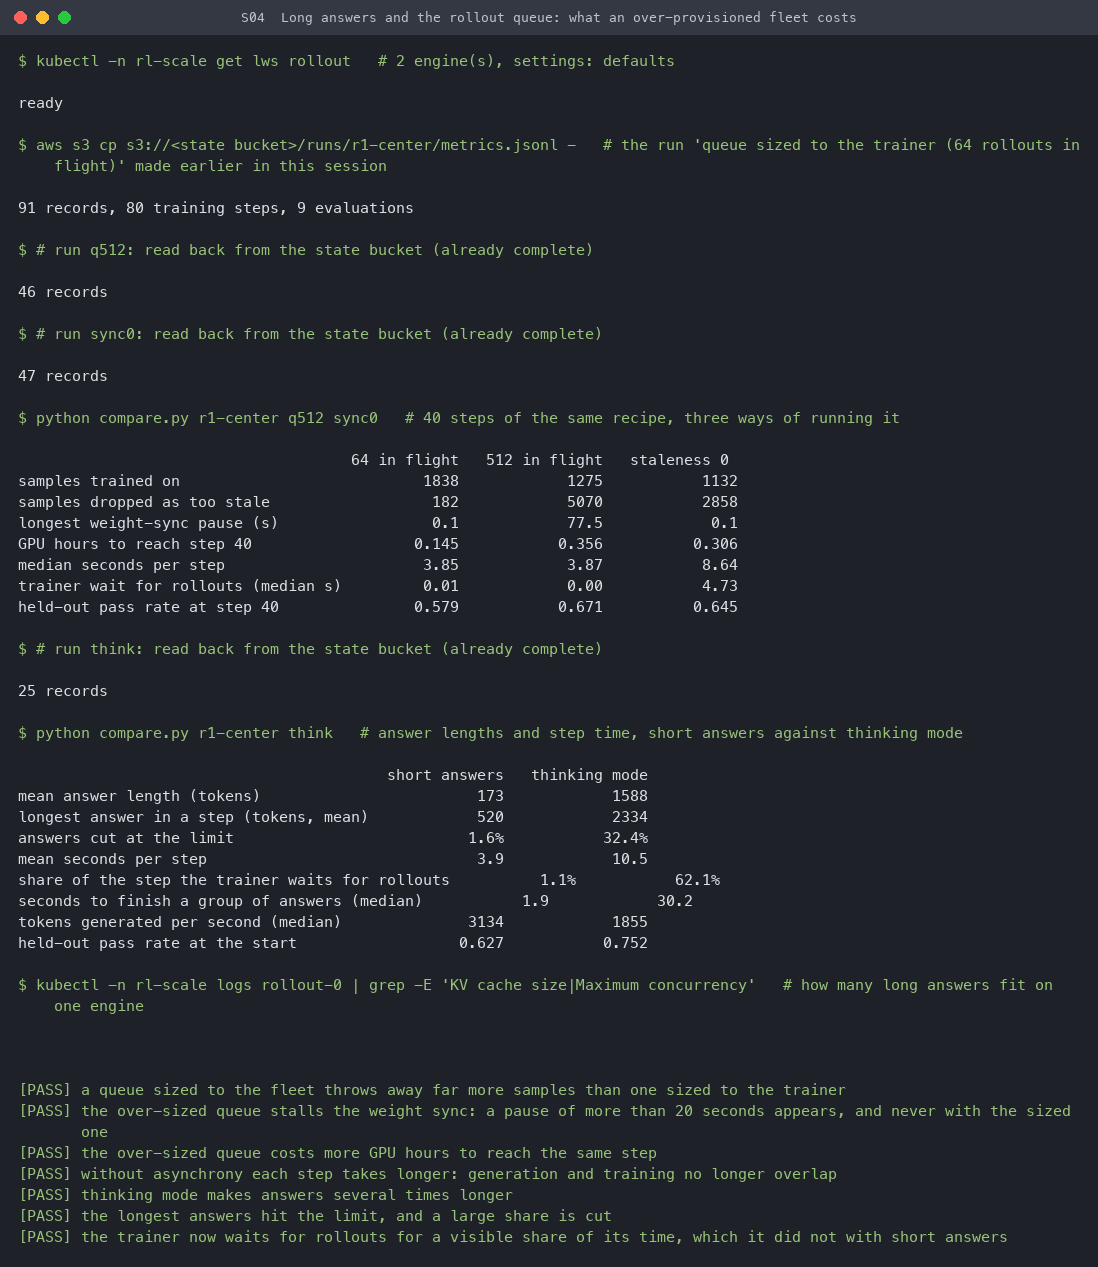 S04  Long answers and the rollout queue: what an over-provisioned fleet costs
$ kubectl -n rl-scale get lws rollout   # 2 engine(s), settings: defaults
ready
$ aws s3 cp s3://<state bucket>/runs/r1-center/metrics.jsonl -   # the run 'queue sized to the trainer (64 rollouts in
flight)' made earlier in this session
91 records, 80 training steps, 9 evaluations
$ # run q512: read back from the state bucket (already complete)
46 records
$ # run sync0: read back from the state bucket (already complete)
47 records
$ python compare.py r1-center q512 sync0   # 40 steps of the same recipe, three ways of running it
64 in flight   512 in flight   staleness 0
samples trained on   1838   1275   1132
samples dropped as too stale   182   5070   2858
longest weight-sync pause (s)   0.1   77.5   0.1
GPU hours to reach step 40   0.145   0.356   0.306
median seconds per step   3.85   3.87   8.64
trainer wait for rollouts (median s)   0.01   0.00   4.73
held-out pass rate at step 40   0.579   0.671   0.645
$ # run think: read back from the state bucket (already complete)
25 records
$ python compare.py r1-center think   # answer lengths and step time, short answers against thinking mode
short answers   thinking mode
mean answer length (tokens)   173   1588
longest answer in a step (tokens, mean)   520   2334
answers cut at the limit   1.6%   32.4%
mean seconds per step   3.9   10.5
share of the step the trainer waits for rollouts   1.1%   62.1%
seconds to finish a group of answers (median)   1.9   30.2
tokens generated per second (median)   3134   1855
held-out pass rate at the start   0.627   0.752
$ kubectl -n rl-scale logs rollout-0 | grep -E 'KV cache size|Maximum concurrency'   # how many long answers fit on
one engine
[PASS] a queue sized to the fleet throws away far more samples than one sized to the trainer
[PASS] the over-sized queue stalls the weight sync: a pause of more than 20 seconds appears, and never with the sized
one
[PASS] the over-sized queue costs more GPU hours to reach the same step
[PASS] without asynchrony each step takes longer: generation and training no longer overlap
[PASS] thinking mode makes answers several times longer
[PASS] the longest answers hit the limit, and a large share is cut
[PASS] the trainer now waits for rollouts for a visible share of its time, which it did not with short answers